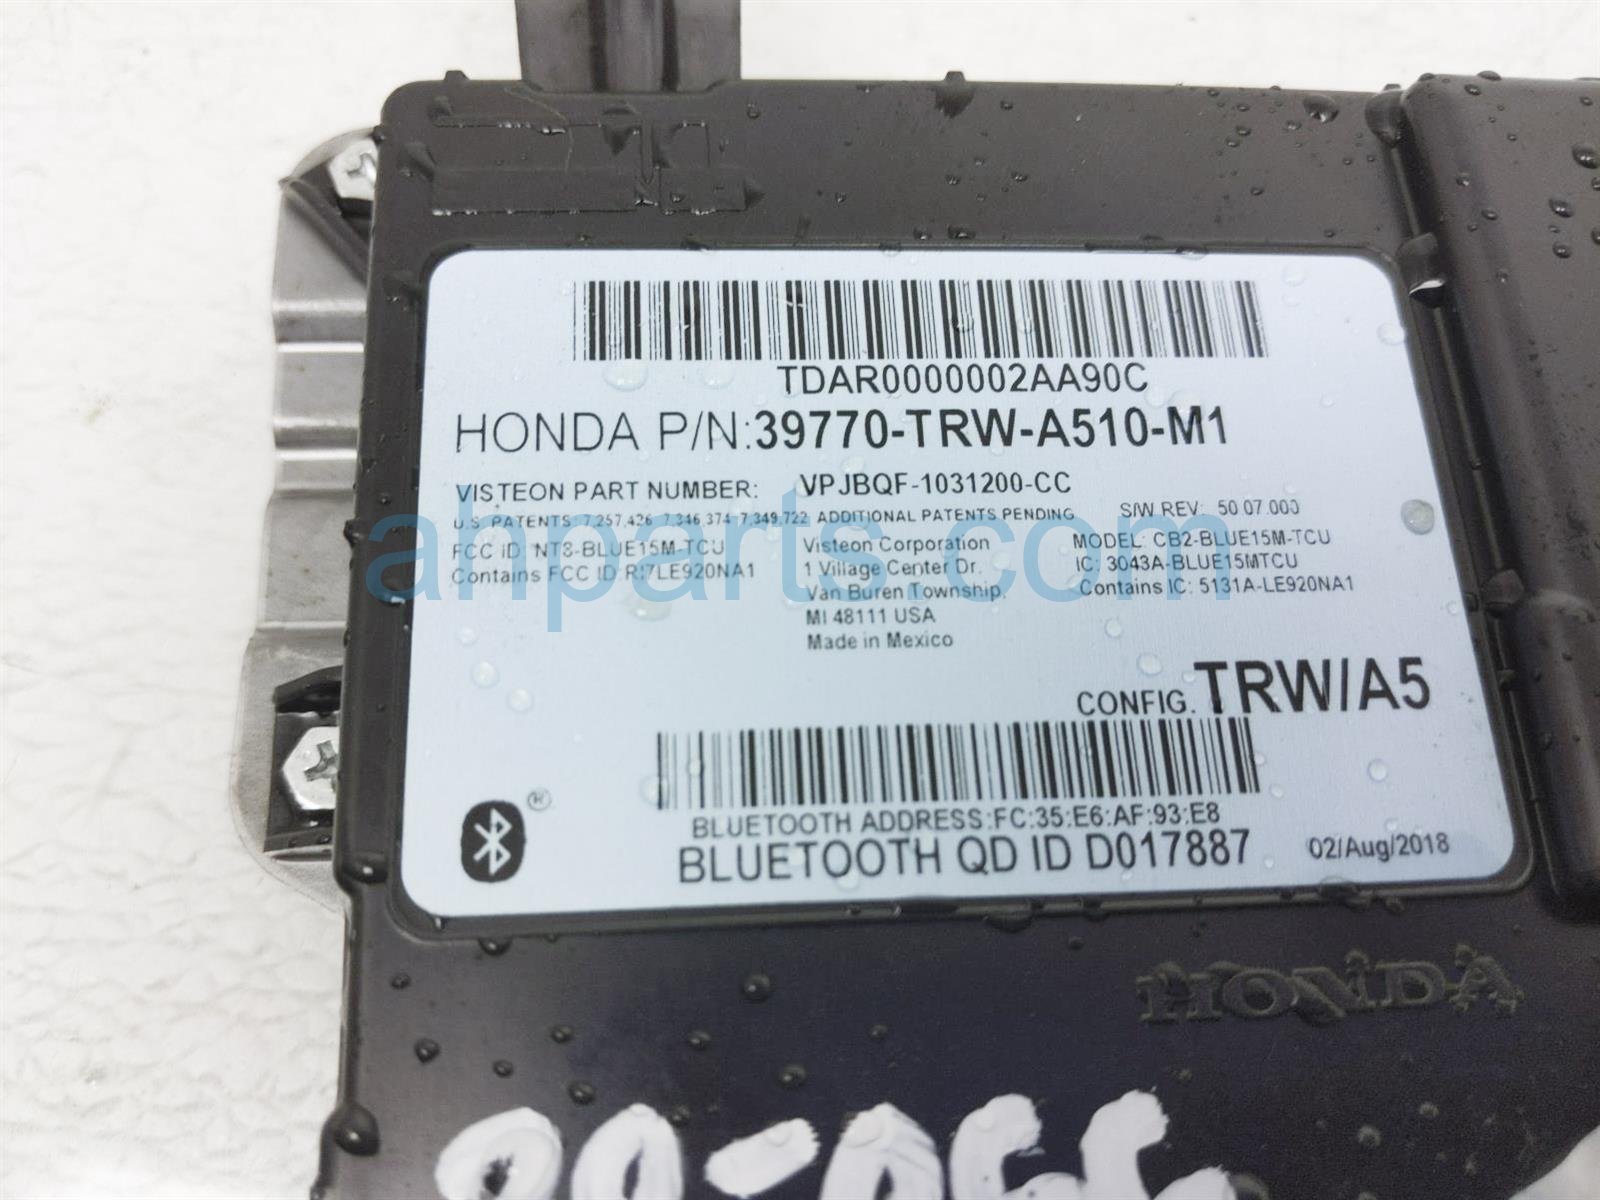 TDAR0000002AA90C
HONDA P/N:39770-TRW-A510-M1
VISTEON PART NUMBER: VPJBQF-1031200-CC
U.S. PATENTS: 7,257,426 7,346,374 7,349,722 ADDITIONAL PATENTS PENDING S/W REV: 50.07.000
FCC ID: NT8-BLUE15M-TCU Visteon Corporation MODEL: CB2-BLUE15M-TCU
Contains FCC ID: RI7LE920NA1 1 Village Center Dr. IC: 3043A-BLUE15MTCU
Van Buren Township, Contains IC: 5131A-LE920NA1
MI 48111 USA
Made in Mexico
ahparts.com
CONFIG. TRW/A5
BLUETOOTH ADDRESS:FC:35:E6:AF:93:E8
BLUETOOTH QD ID D017887 02/Aug/2018
HONDA